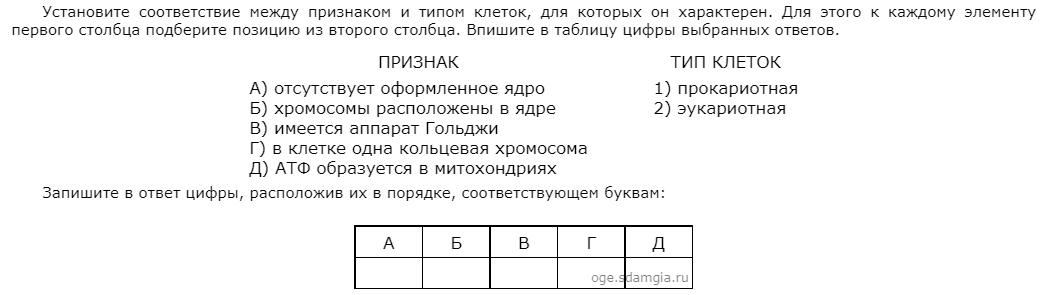 Установите соответствие между признаком и типом клеток, для которых он характерен. Для этого к каждому элементу
первого столбца подберите позицию из второго столбца. Впишите в таблицу цифры выбранных ответов.
ПРИЗНАК ТИП КЛЕТОК
А) отсутствует оформленное ядро 1) прокариотная
Б) хромосомы расположены в ядре 2) эукариотная
В) имеется аппарат Гольджи
Г) в клетке одна кольцевая хромосома
Д) АТФ образуется в митохондриях
Запишите в ответ цифры, расположив их в порядке, соответствующем буквам:
А Б В Г Д
oge.sdamgia.ru